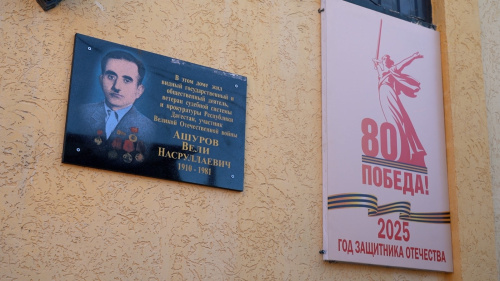 В этом доме жил
видный государственный и
общественный деятель,
ветеран судебной системы
и прокуратуры Республики
Дагестан, участник
Великой Отечественной войны
АШУРОВ
ВЕЛИ
НАСРУЛЛАЕВИЧ
1910 - 1981
80
ПОБЕДА!
2025
ГОД ЗАЩИТНИКА ОТЕЧЕСТВА